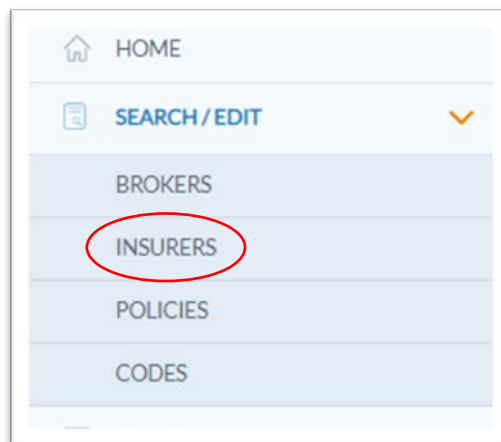 HOME
SEARCH / EDIT
BROKERS
INSURERS
POLICIES
CODES